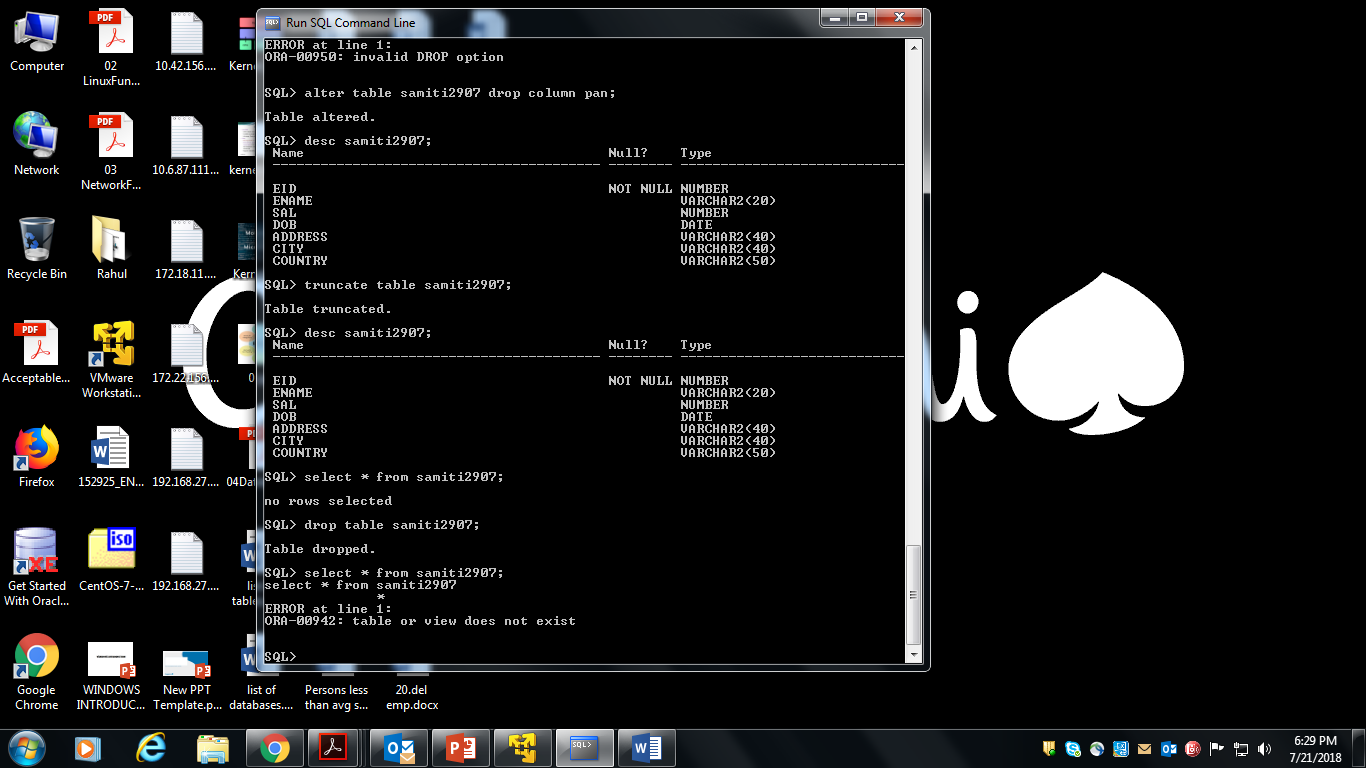 Run SQL Command Line
ERROR at line 1:
ORA-00950: invalid DROP option
SQL> alter table samiti2907 drop column pan;
Table altered.
SQL> desc samiti2907;
Name Null? Type
----------------------------------------- -------- ----------------------------
EID NOT NULL NUMBER
ENAME VARCHAR2(20)
SAL NUMBER
DOB DATE
ADDRESS VARCHAR2(40)
CITY VARCHAR2(40)
COUNTRY VARCHAR2(50)
SQL> truncate table samiti2907;
Table truncated.
SQL> desc samiti2907;
Name Null? Type
----------------------------------------- -------- ----------------------------
EID NOT NULL NUMBER
ENAME VARCHAR2(20)
SAL NUMBER
DOB DATE
ADDRESS VARCHAR2(40)
CITY VARCHAR2(40)
COUNTRY VARCHAR2(50)
SQL> select * from samiti2907;
no rows selected
SQL> drop table samiti2907;
Table dropped.
SQL> select * from samiti2907;
select * from samiti2907
*
ERROR at line 1:
ORA-00942: table or view does not exist
SQL>
Computer
02
LinuxFun...
10.42.156....
Kern
Network
03
NetworkF...
10.6.87.111...
kerne
Recycle Bin
Rahul
172.18.11....
Ker
Acceptable...
VMware
Workstati...
172.22.156....
0
Firefox
152925_EN...
192.168.27....
04Dat
Get Started
With Oracl...
CentOS-7-...
192.168.27....
lis
table
Google
Chrome
WINDOWS
INTRODUC...
New PPT
Template.p...
list of
databases....
Persons less
than avg s...
20.del
emp.docx
6:29 PM
7/21/2018